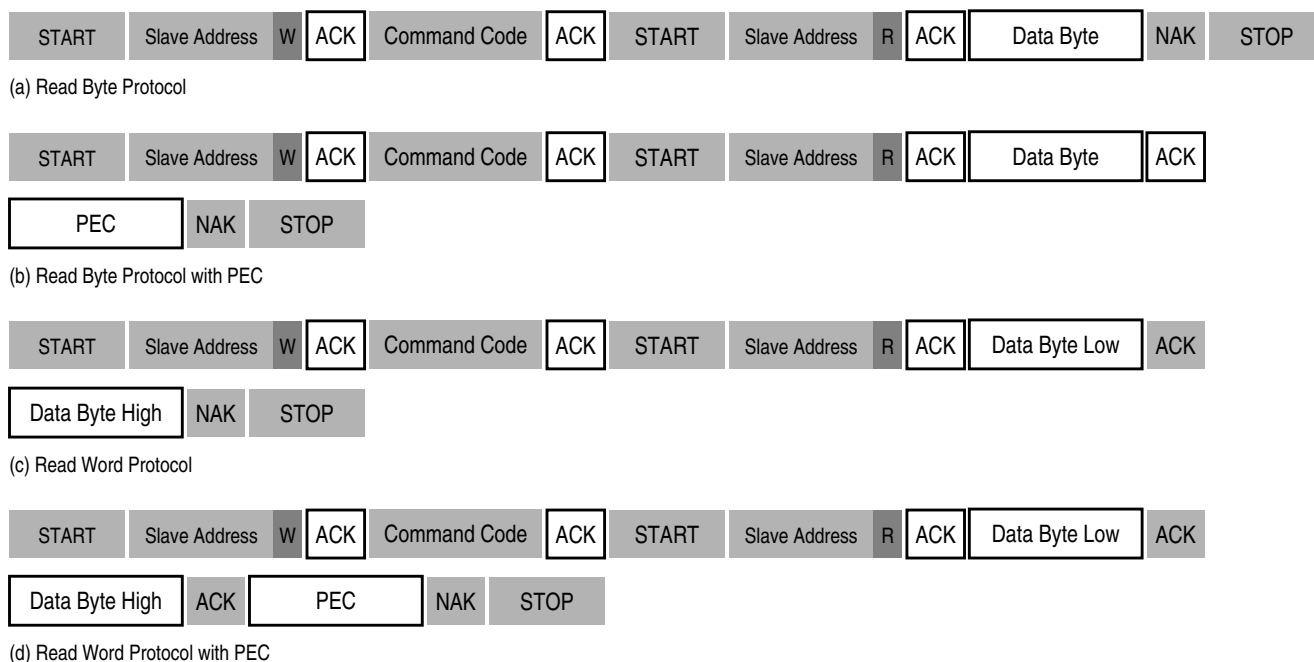 START Slave Address W ACK Command Code ACK START Slave Address R ACK Data Byte NAK STOP
(a) Read Byte Protocol
START Slave Address W ACK Command Code ACK START Slave Address R ACK Data Byte ACK
PEC NAK STOP
(b) Read Byte Protocol with PEC
START Slave Address W ACK Command Code ACK START Slave Address R ACK Data Byte Low ACK
Data Byte High NAK STOP
(c) Read Word Protocol
START Slave Address W ACK Command Code ACK START Slave Address R ACK Data Byte Low ACK
Data Byte High ACK PEC NAK STOP
(d) Read Word Protocol with PEC